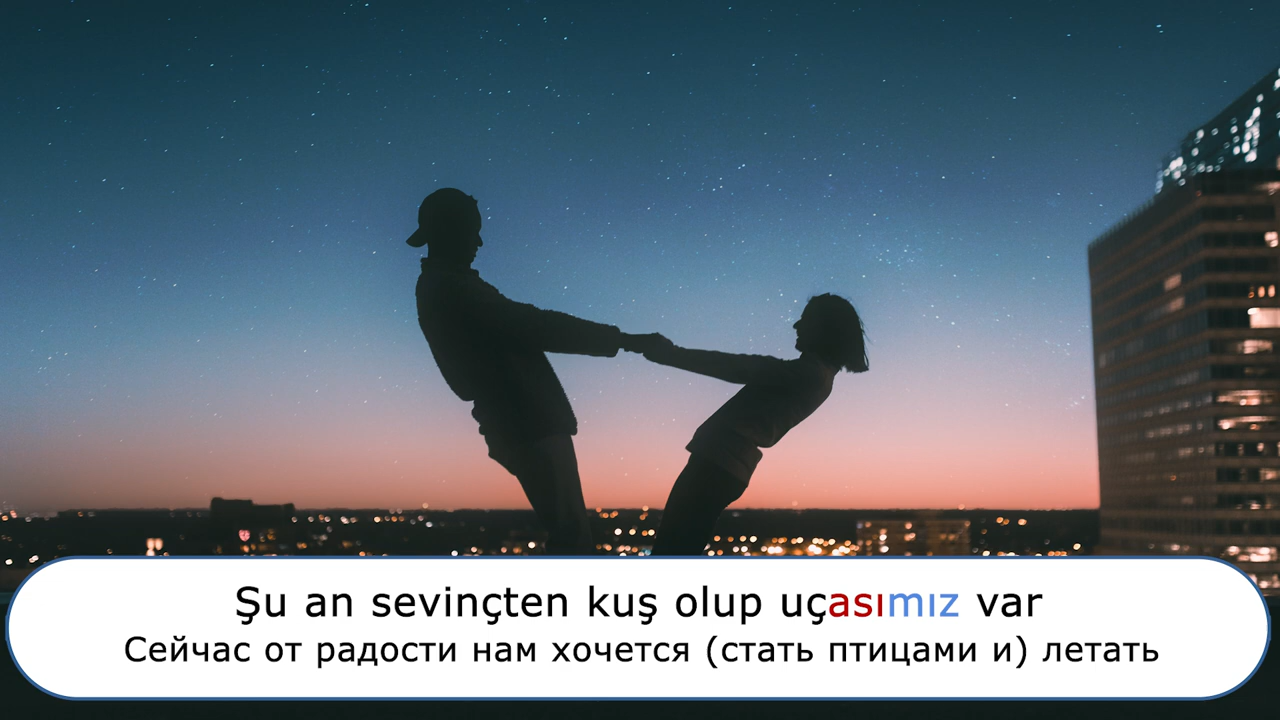 Şu an sevinçten kuş olup uçasımız var
Сейчас от радости нам хочется (стать птицами и) летать